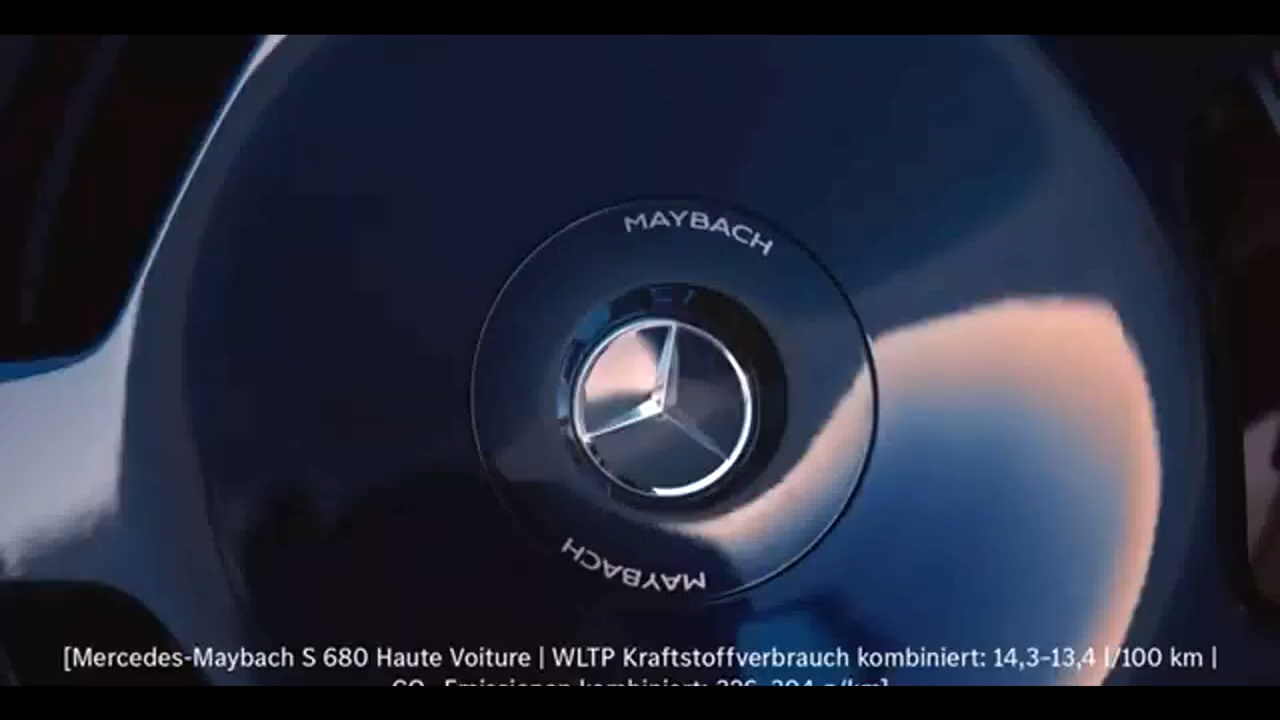 MAYBACH
MAYBACH
[Mercedes-Maybach S 680 Haute Voiture | WLTP Kraftstoffverbrauch kombiniert: 14,3-13,4 l/100 km |